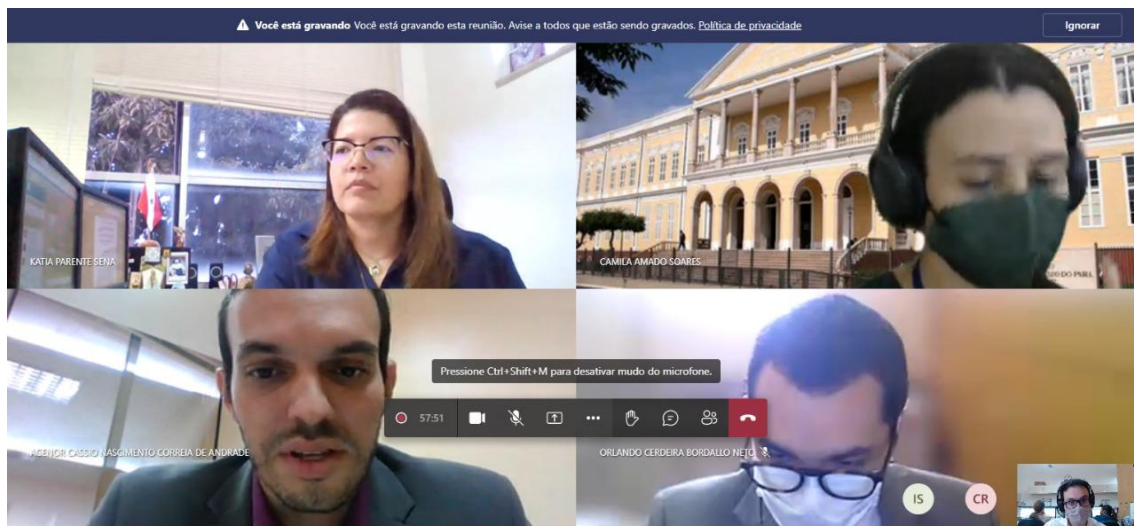 Você está gravando Você está gravando esta reunião. Avise a todos que estão sendo gravados. Política de privacidade
Ignorar
KATIA PARENTE SENA
CAMILA AMADO SOARES
DO PARÁ
Pressione Ctrl+Shift+M para desativar mudo do microfone.
57:51
AGENOR CASSIO NASCIMENTO CORREIA DE ANDRADE
ORLANDO CERDEIRA BORDALLO NETO
IS
CR